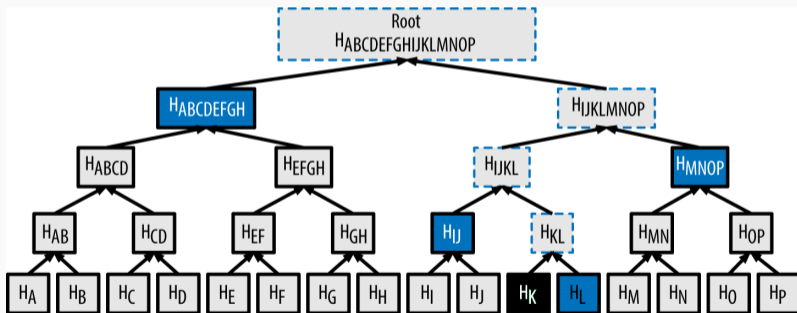 Root
HABCDEFGHIJKLMNOP
HABCDEFGH HIJKLMNOP
HABCD HEFGH HIJKL HMNOP
HAB HCD HEF HGH HIJ HKL HMN HOP
HA HB HC HD HE HF HG HH HI HJ HK HL HM HN HO HP